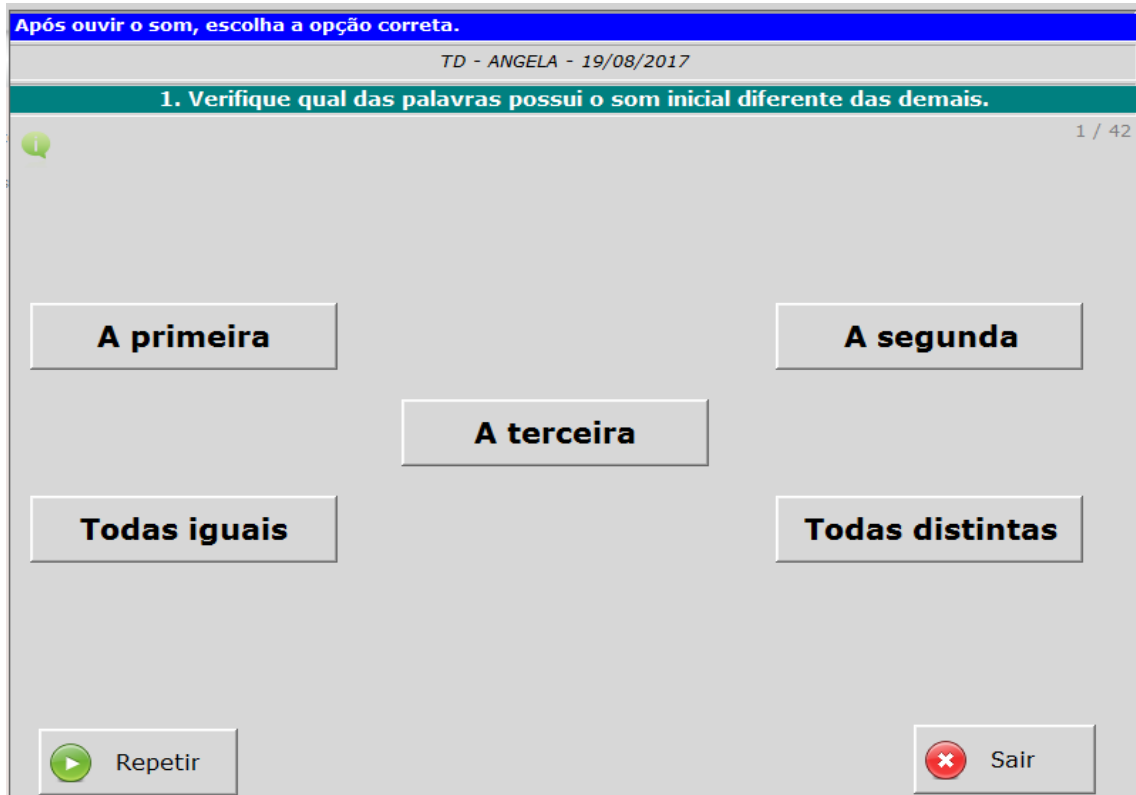 Após ouvir o som, escolha a opção correta.
TD - ANGELA - 19/08/2017
1. Verifique qual das palavras possui o som inicial diferente das demais.
1 / 42
A primeira
A segunda
A terceira
Todas iguais
Todas distintas
Repetir
Sair